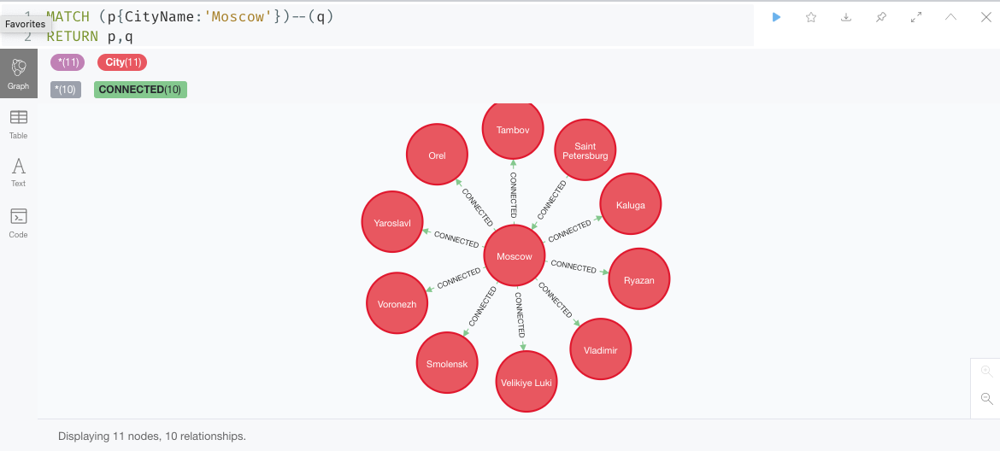 1 MATCH (p{CityName:'Moscow'})--(q)
Favorites
2 RETURN p,q
*(11) City(11)
Graph
*(10) CONNECTED(10)
Table
Text
Code
Tambov
Saint
Petersburg
Orel
Kaluga
Yaroslavl
Moscow
Ryazan
Voronezh
Vladimir
Smolensk
Velikiye Luki
CONNECTED
CONNECTED
CONNECTED
CONNECTED
CONNECTED
CONNECTED
CONNECTED
CONNECTED
CONNECTED
CONNECTED
Displaying 11 nodes, 10 relationships.